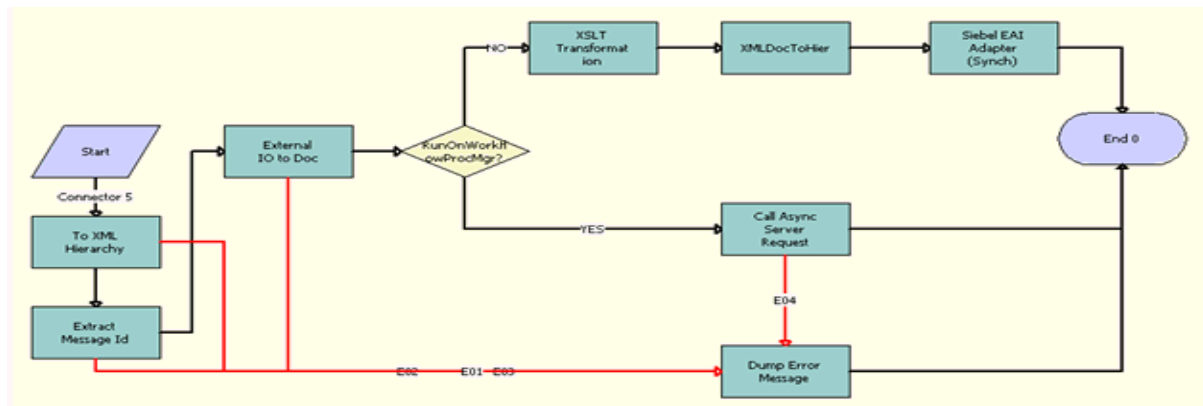 XSLT
Transformat
ion
XMLDocToHier
Siebel EAI
Adapter
(Synch)
NO
Start
External
IO to Doc
RunOnWorkfl
owProcMgr?
End 0
Connector 5
To XML
Hierarchy
YES
Call Async
Server
Request
E04
Extract
Message Id
E02
E01
E03
Dump Error
Message